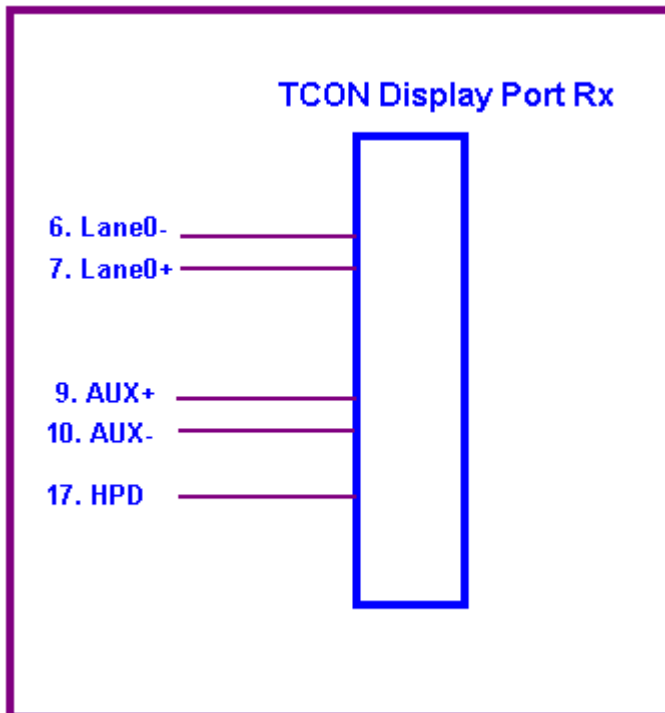 TCON Display Port Rx
6. Lane0-
7. Lane0+
9. AUX+
10. AUX-
17. HPD